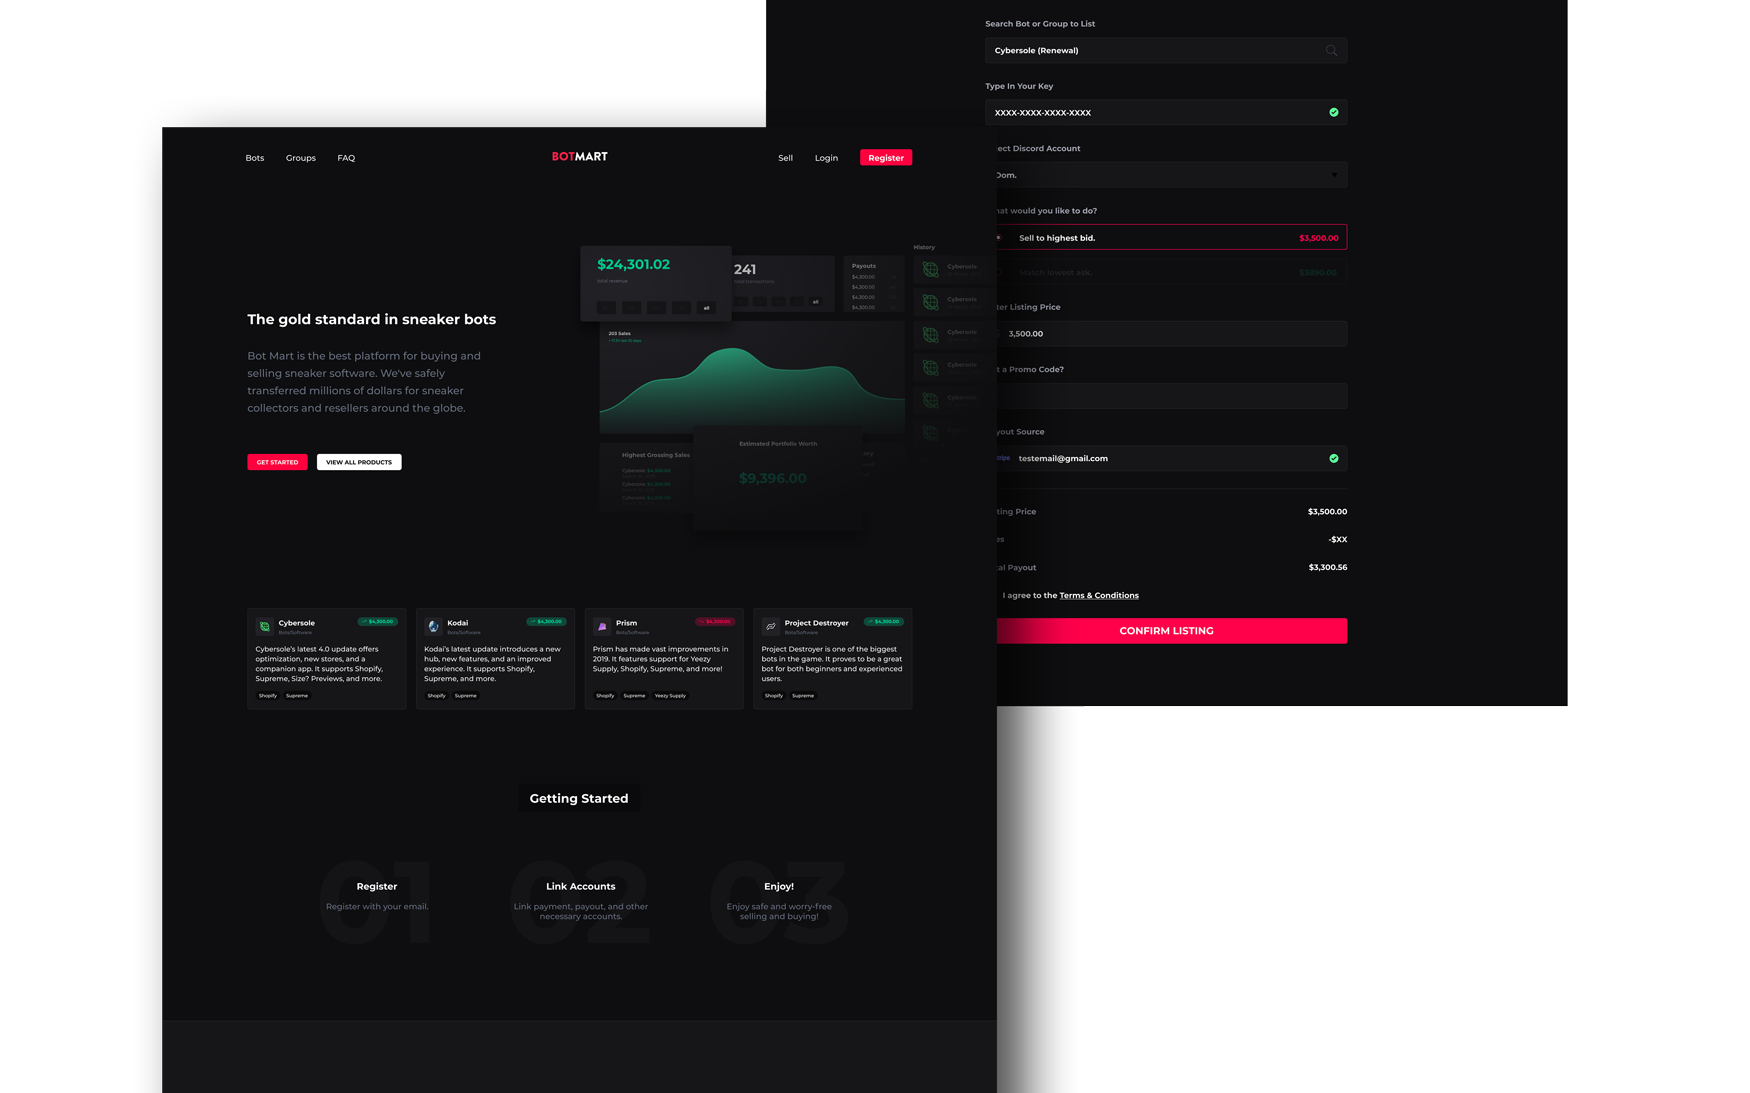 Bots
Groups
FAQ
BOTMART
Sell
Login
Register
The gold standard in sneaker bots
Bot Mart is the best platform for buying and
selling sneaker software. We've safely
transferred millions of dollars for sneaker
collectors and resellers around the globe.
GET STARTED
VIEW ALL PRODUCTS
$24,301.02
total revenue
all
241
total transactions
all
Payouts
$4,300.00
$4,300.00
$4,300.00
$4,300.00
History
Cybersole
Cybersole
Cybersole
Cybersole
Cybersole
203 Sales
Highest Grossing Sales
Cybersole $4,300.00
Cybersole $4,300.00
Cybersole $4,300.00
Estimated Portfolio Worth
$9,396.00
Cybersole
Bots/Software
$4,300.00
Cybersole's latest 4.0 update offers
optimization, new stores, and a
companion app. It supports Shopify,
Supreme, Size? Previews, and more.
Shopify
Supreme
Kodai
Bots/Software
$4,300.00
Kodai's latest update introduces a new
hub, new features, and an improved
experience. It supports Shopify,
Supreme, and more.
Shopify
Supreme
Prism
Bots/Software
$4,300.00
Prism has made vast improvements in
2019. It features support for Yeezy
Supply, Shopify, Supreme, and more!
Shopify
Supreme
Yeezy Supply
Project Destroyer
Bots/Software
$4,300.00
Project Destroyer is one of the biggest
bots in the game. It proves to be a great
bot for both beginners and experienced
users.
Shopify
Supreme
Getting Started
01
Register
Register with your email.
02
Link Accounts
Link payment, payout, and other
necessary accounts.
03
Enjoy!
Enjoy safe and worry-free
selling and buying!
Search Bot or Group to List
Cybersole (Renewal)
Type In Your Key
XXXX-XXXX-XXXX-XXXX
ect Discord Account
Dom.
hat would you like to do?
Sell to highest bid.
$3,500.00
Match lowest ask.
$3890.00
ter Listing Price
3,500.00
t a Promo Code?
yout Source
stripe
testemail@gmail.com
ting Price
$3,500.00
es
-$XX
tal Payout
$3,300.56
I agree to the Terms & Conditions
CONFIRM LISTING